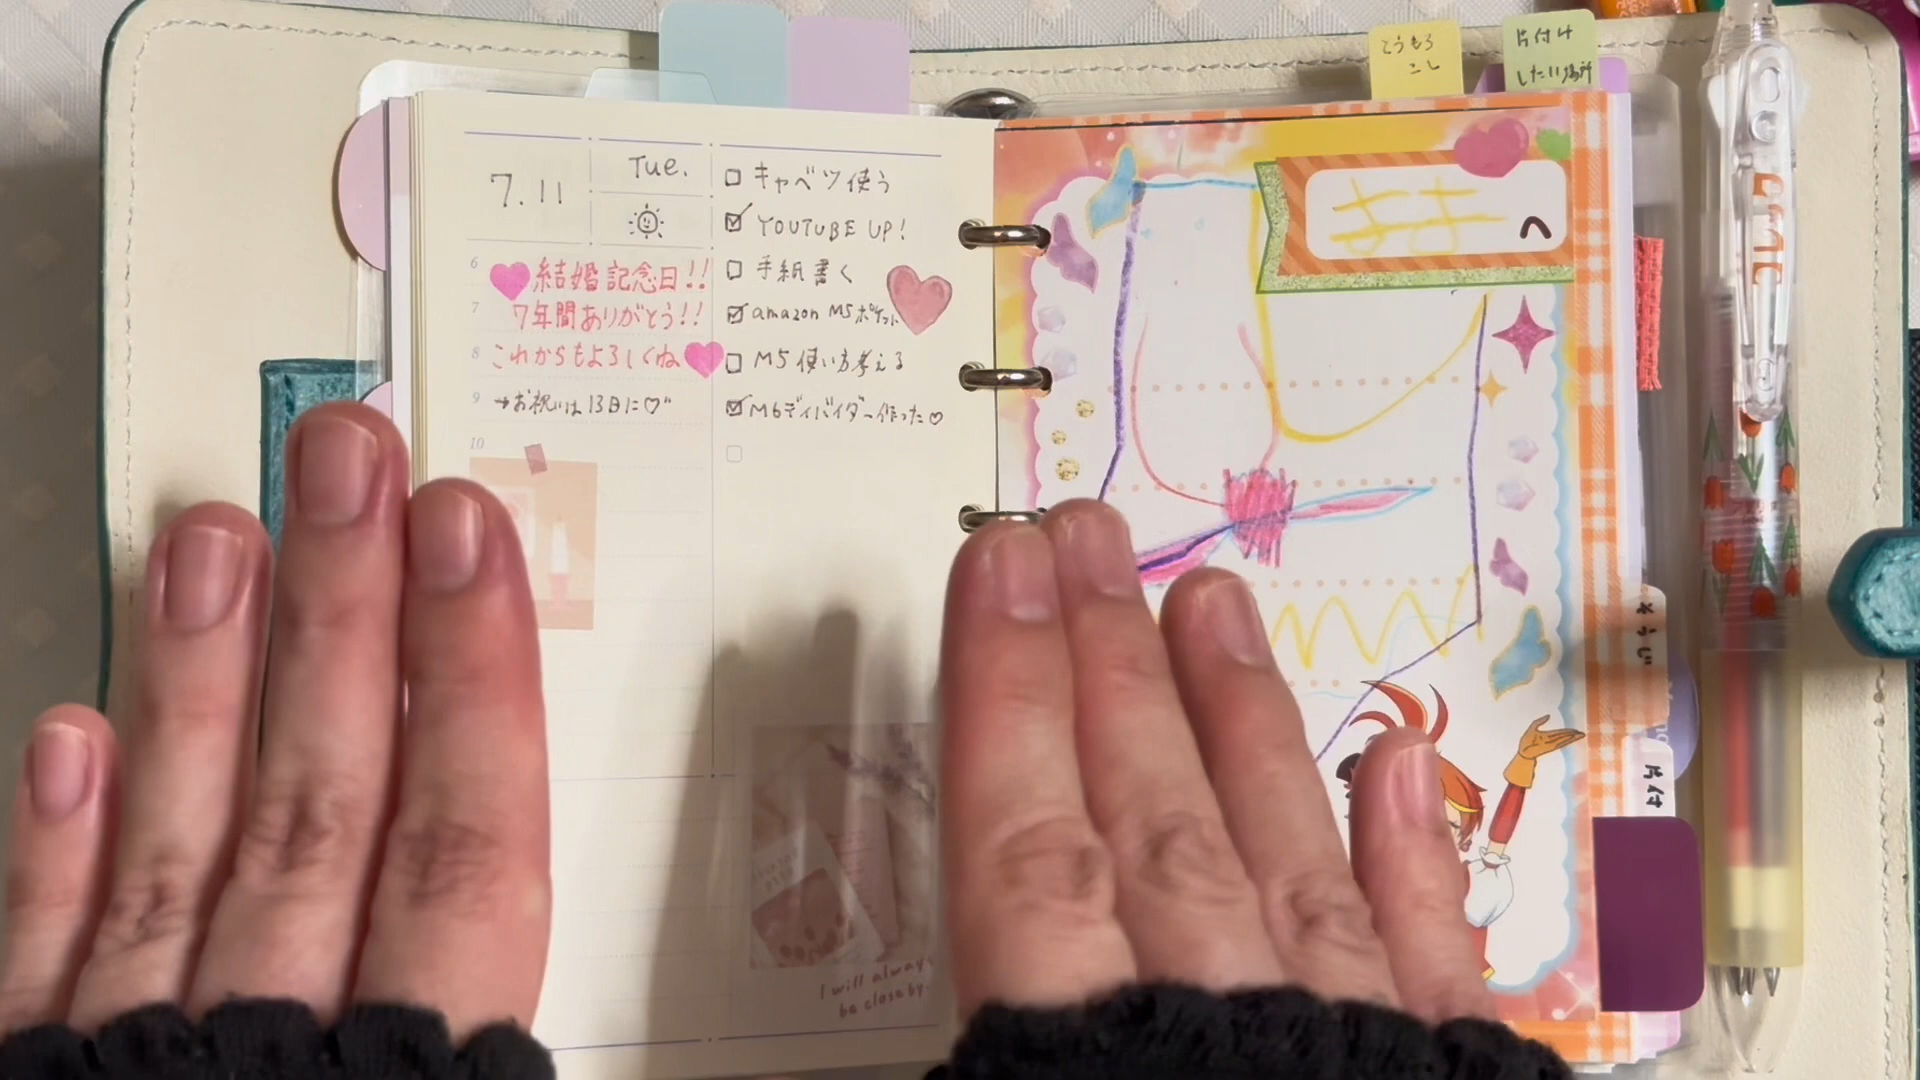 こうもろ
こし
片付け
したい場所
7.11
Tue.
6
結婚記念日!!
7
7年間ありがとう!!
8
これからもよろしくね
9
→お祝いは13日に♡"
10
キャベツ使う
YOUTUBE UP!
手紙書く
amazon M5ポケット
M5使い方考える
M6ディバイダー作った♡
I will always
be close by.
まま
へ
片付